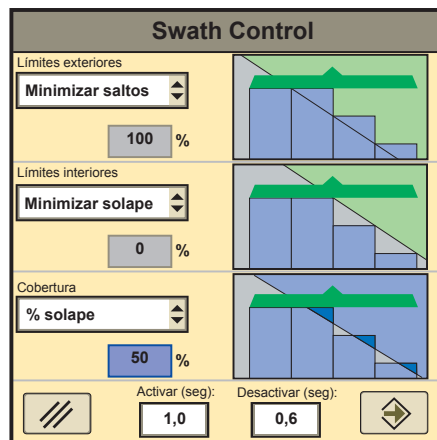 Swath Control
Límites exteriores
Minimizar saltos
100 %
Límites interiores
Minimizar solape
0 %
Cobertura
% solape
50 %
Activar (seg): Desactivar (seg):
1,0 0,6